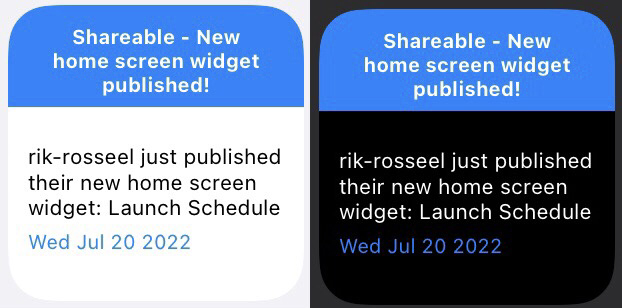 Shareable - New
home screen widget
published!
rik-rosseel just published
their new home screen
widget: Launch Schedule
Wed Jul 20 2022
Shareable - New
home screen widget
published!
rik-rosseel just published
their new home screen
widget: Launch Schedule
Wed Jul 20 2022